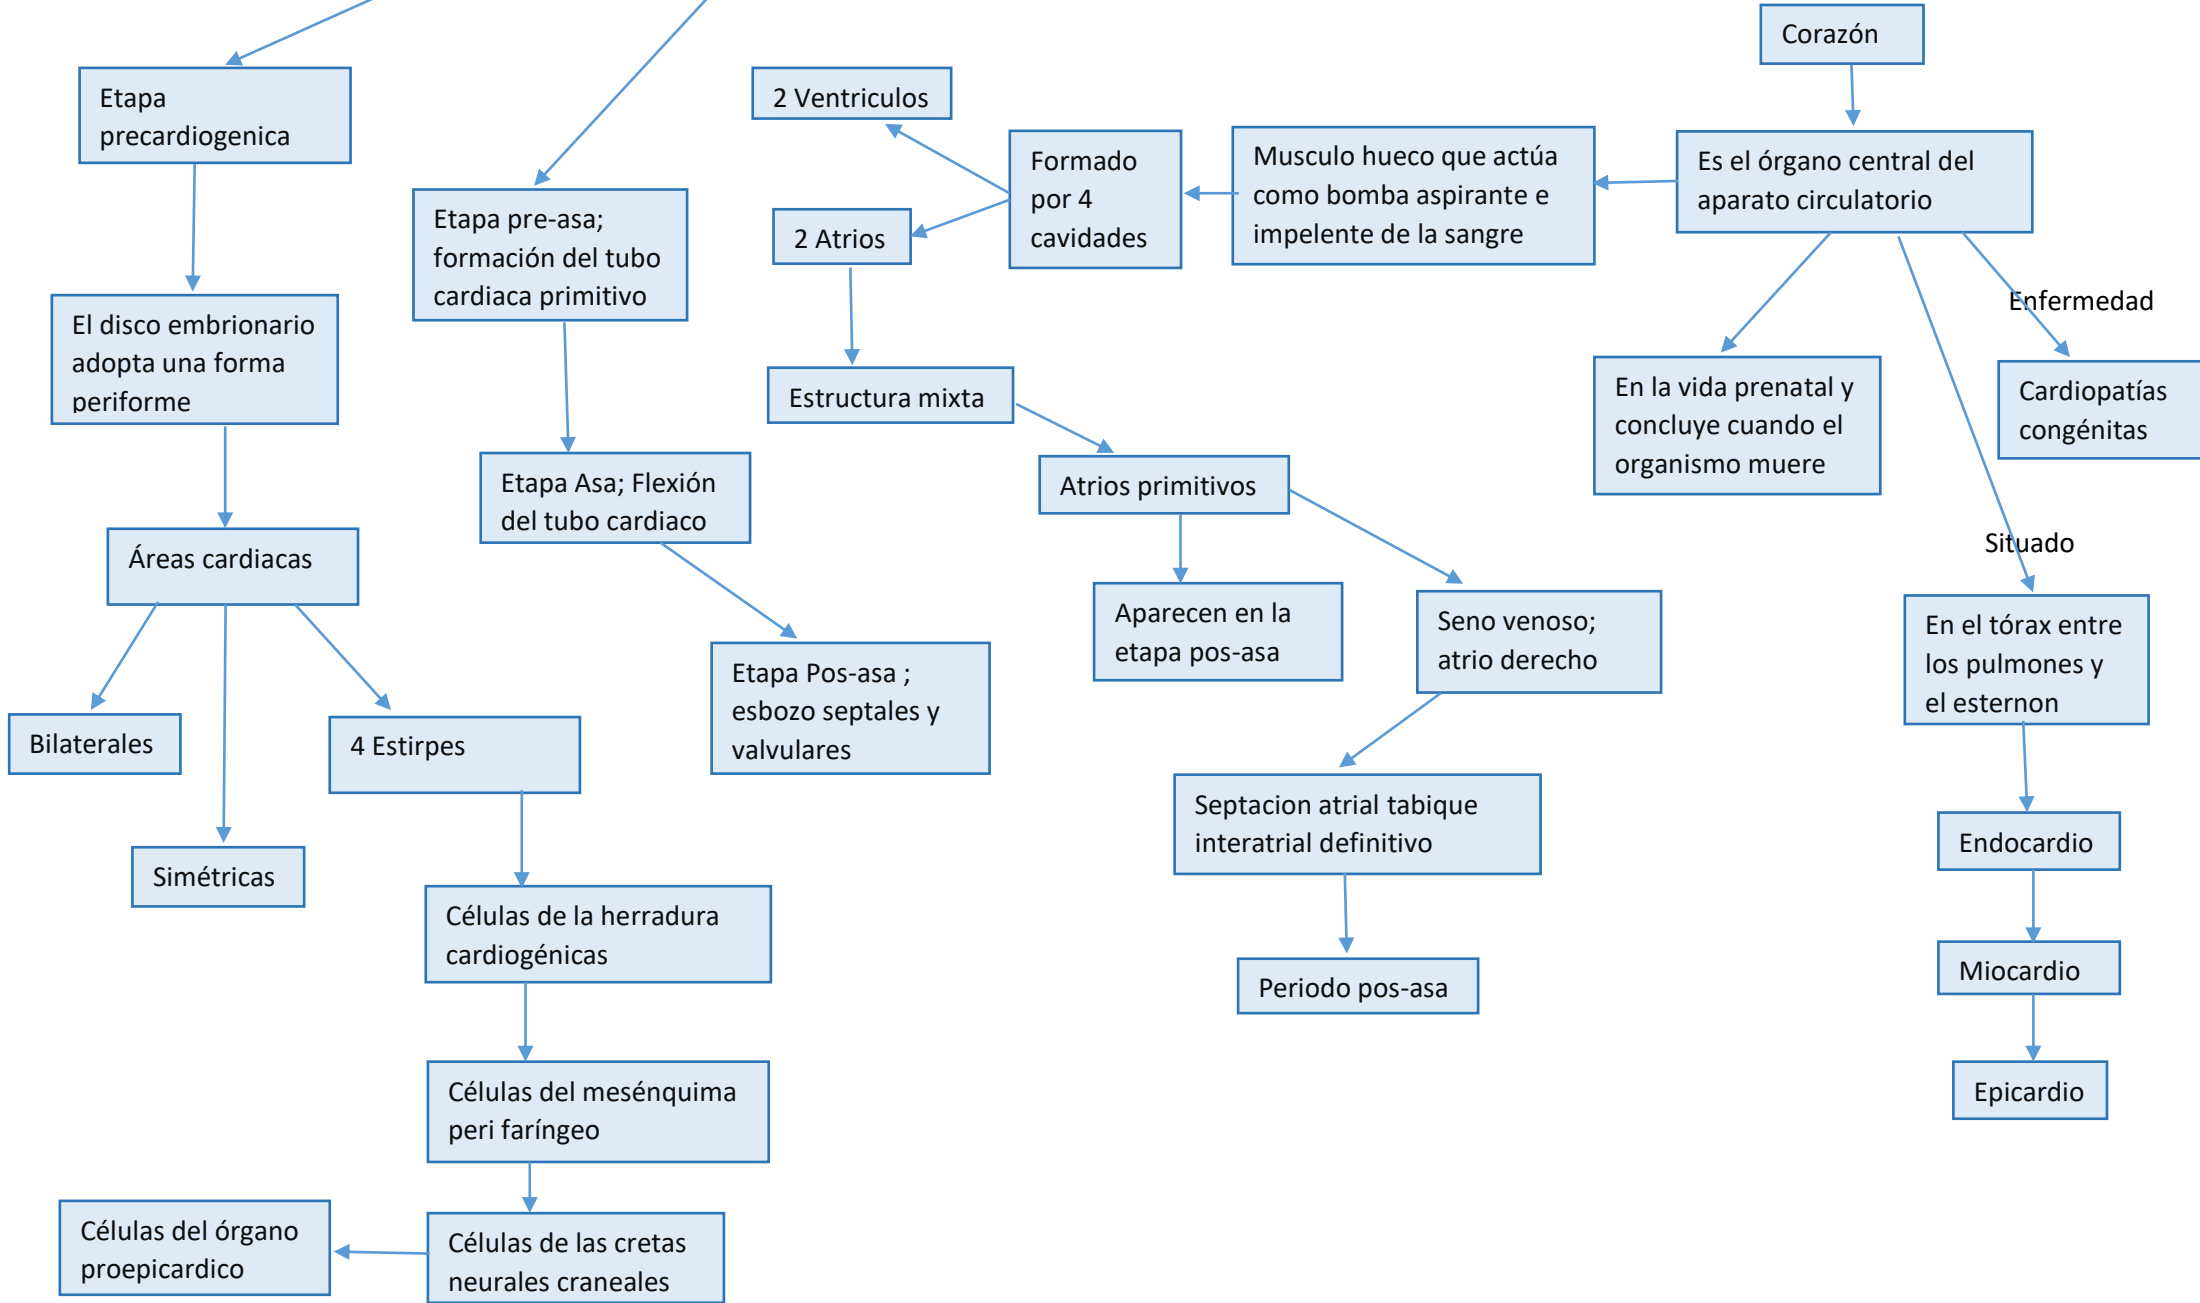 Corazón
Etapa
precardiogenica
2 Ventriculos
Formado
por 4
cavidades
Musculo hueco que actúa
como bomba aspirante e
impelente de la sangre
Es el órgano central del
aparato circulatorio
Etapa pre-asa;
formación del tubo
cardiaca primitivo
2 Atrios
El disco embrionario
adopta una forma
periforme
Enfermedad
Estructura mixta
En la vida prenatal y
concluye cuando el
organismo muere
Cardiopatías
congénitas
Etapa Asa; Flexión
del tubo cardiaco
Atrios primitivos
Áreas cardiacas
Situado
Aparecen en la
etapa pos-asa
Seno venoso;
atrio derecho
En el tórax entre
los pulmones y
el esternon
Etapa Pos-asa ;
esbozo septales y
valvulares
Bilaterales
4 Estirpes
Septacion atrial tabique
interatrial definitivo
Endocardio
Simétricas
Células de la herradura
cardiogénicas
Miocardio
Periodo pos-asa
Células del mesénquima
peri faríngeo
Epicardio
Células del órgano
proepicardico
Células de las cretas
neurales craneales